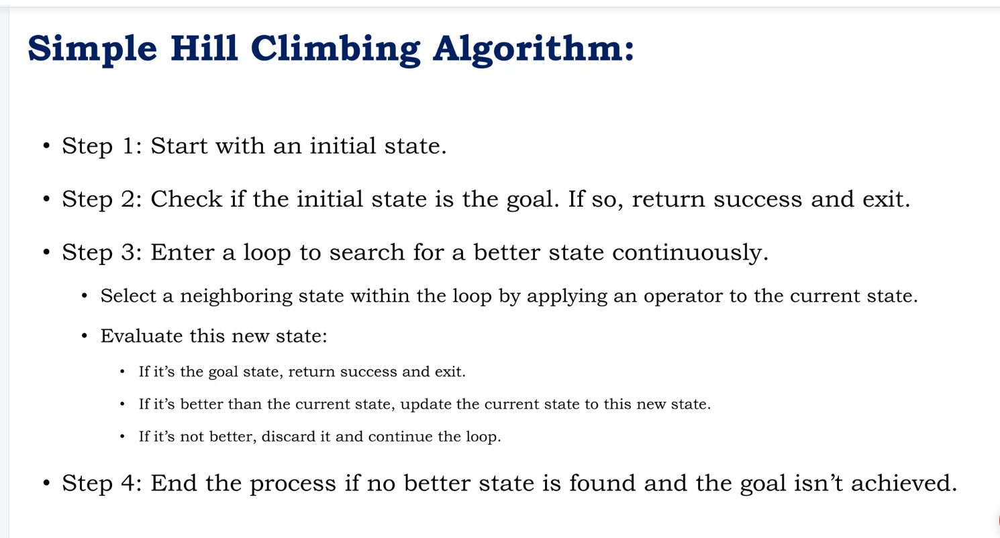 Simple Hill Climbing Algorithm:
• Step 1: Start with an initial state.
• Step 2: Check if the initial state is the goal. If so, return success and exit.
• Step 3: Enter a loop to search for a better state continuously.
• Select a neighboring state within the loop by applying an operator to the current state.
• Evaluate this new state:
• If it’s the goal state, return success and exit.
• If it’s better than the current state, update the current state to this new state.
• If it’s not better, discard it and continue the loop.
• Step 4: End the process if no better state is found and the goal isn’t achieved.